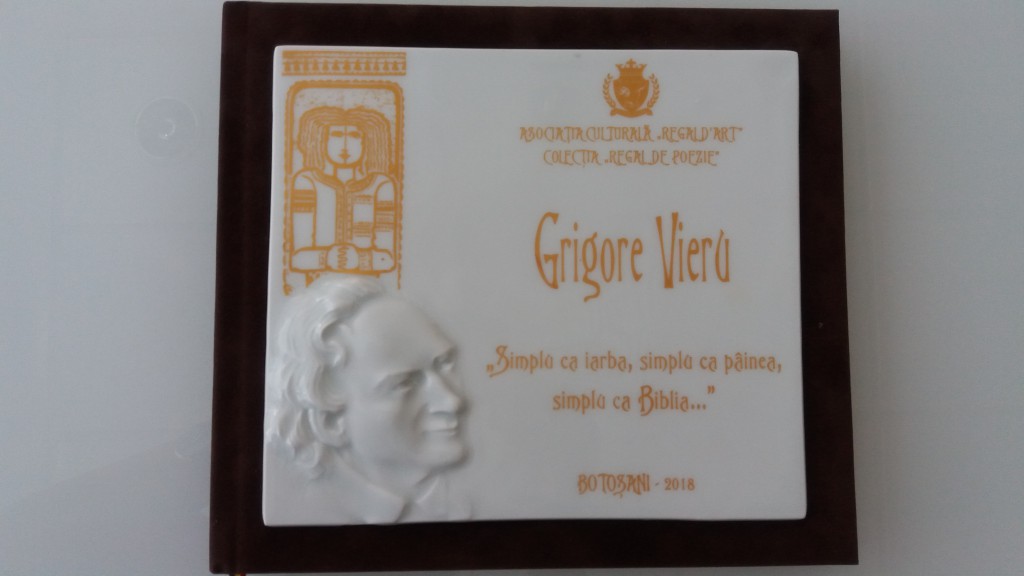 ASOCIAȚIA CULTURALĂ „REGAL D'ART"
COLECȚIA „REGAL DE POEZIE"
Grigore Vieru
„Simplu ca iarba, simplu ca pâinea,
simplu ca Biblia..."
BOTOȘANI - 2018